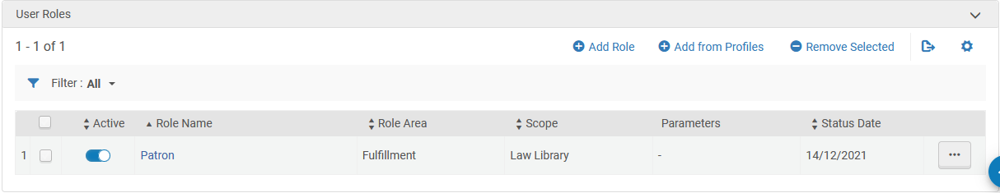 User Roles
1 - 1 of 1 Add Role Add from Profiles Remove Selected
Filter : All
Active Role Name Role Area Scope Parameters Status Date
1 Patron Fulfillment Law Library - 14/12/2021 ...